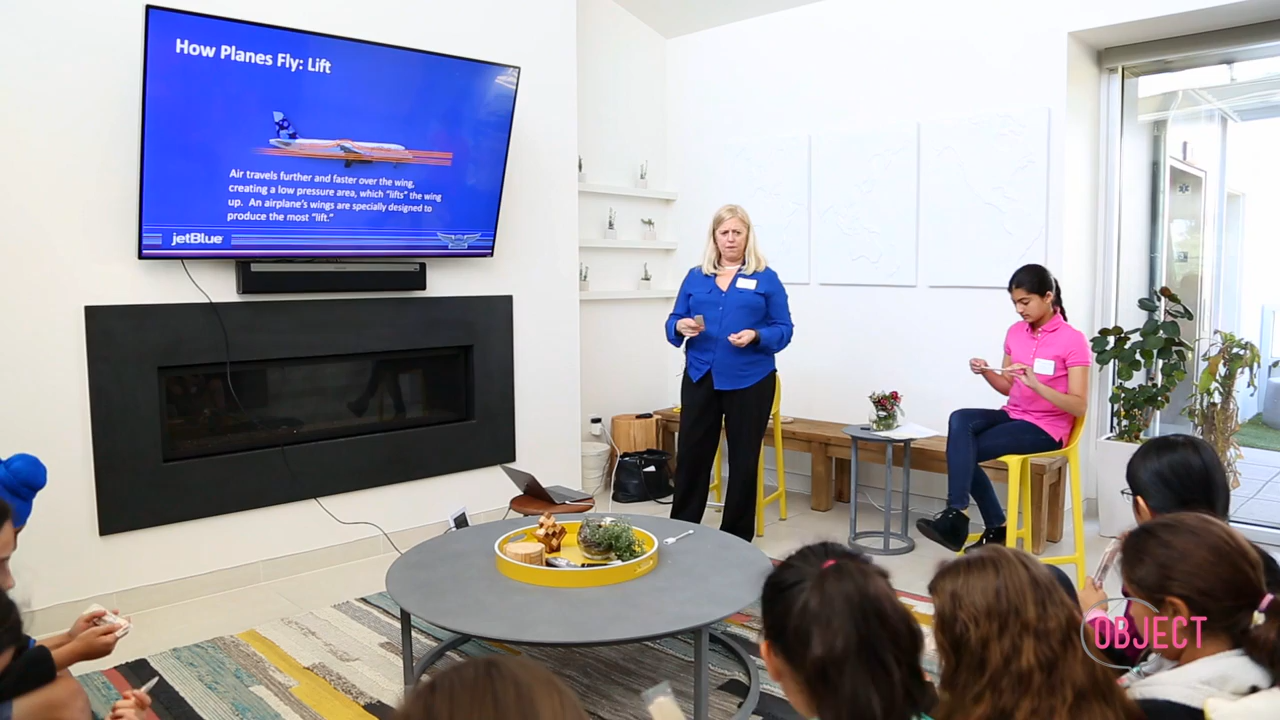 How Planes Fly: Lift
Air travels further and faster over the wing,
creating a low pressure area, which "lifts" the wing
up. An airplane's wings are specially designed to
produce the most "lift."
jetBlue
OBJECT